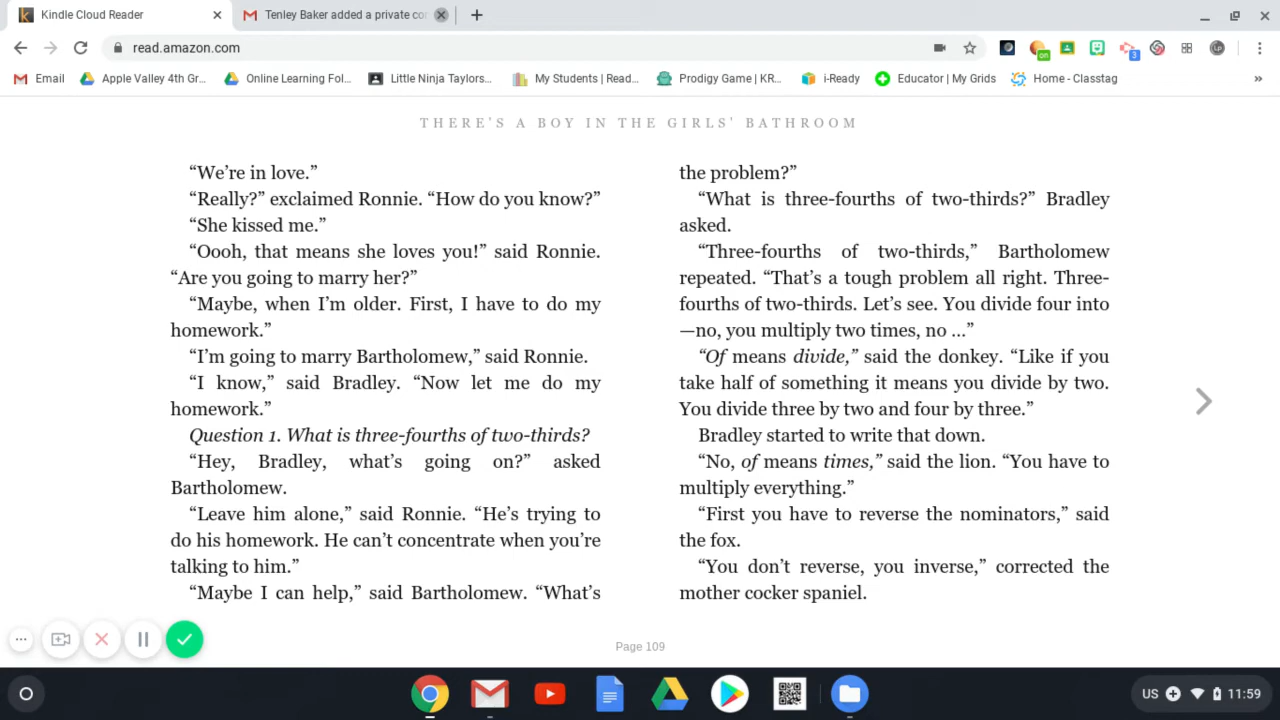 Kindle Cloud Reader
Tenley Baker added a private cor
read.amazon.com
on
3
LP
Email
Apple Valley 4th Gr...
Online Learning Fol...
Little Ninja Taylors...
My Students | Read...
Prodigy Game | KR...
i-Ready
Educator | My Grids
Home - Classtag
»
THERE'S A BOY IN THE GIRLS' BATHROOM
“We’re in love.”
“Really?” exclaimed Ronnie. “How do you know?”
“She kissed me.”
“Oooh, that means she loves you!” said Ronnie.
“Are you going to marry her?”
“Maybe, when I’m older. First, I have to do my
homework.”
“I’m going to marry Bartholomew,” said Ronnie.
“I know,” said Bradley. “Now let me do my
homework.”
Question 1. What is three-fourths of two-thirds?
“Hey, Bradley, what’s going on?” asked
Bartholomew.
“Leave him alone,” said Ronnie. “He’s trying to
do his homework. He can’t concentrate when you’re
talking to him.”
“Maybe I can help,” said Bartholomew. “What’s
the problem?”
“What is three-fourths of two-thirds?” Bradley
asked.
“Three-fourths of two-thirds,” Bartholomew
repeated. “That’s a tough problem all right. Three-
fourths of two-thirds. Let’s see. You divide four into
—no, you multiply two times, no ...”
“Of means divide,” said the donkey. “Like if you
take half of something it means you divide by two.
You divide three by two and four by three.”
Bradley started to write that down.
“No, of means times,” said the lion. “You have to
multiply everything.”
“First you have to reverse the nominators,” said
the fox.
“You don’t reverse, you inverse,” corrected the
mother cocker spaniel.
Page 109
US
11:59